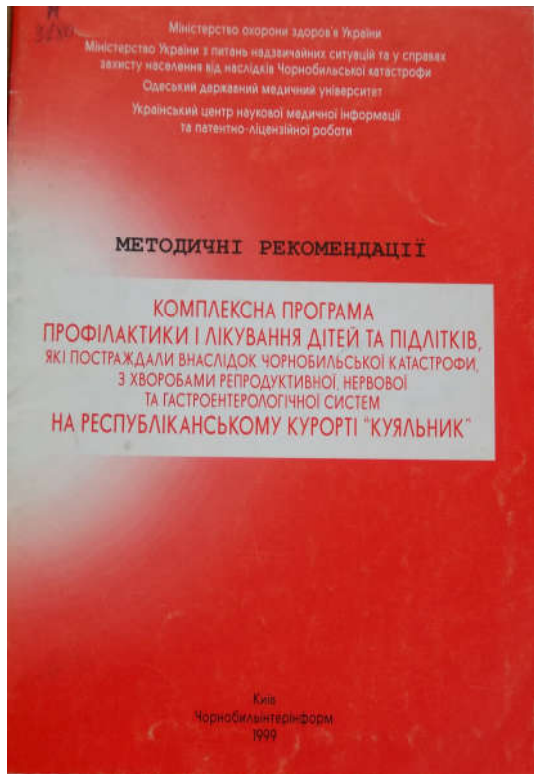 Міністерство охорони здоров'я України
Міністерство України з питань надзвичайних ситуацій та у справах
захисту населення від наслідків Чорнобильської катастрофи
Одеський державний медичний університет
Український центр наукової медичної інформації
та патентно-ліцензійної роботи
МЕТОДИЧНІ РЕКОМЕНДАЦІЇ
КОМПЛЕКСНА ПРОГРАМА
ПРОФІЛАКТИКИ І ЛІКУВАННЯ ДІТЕЙ ТА ПІДЛІТКІВ,
ЯКІ ПОСТРАЖДАЛИ ВНАСЛІДОК ЧОРНОБИЛЬСЬКОЇ КАТАСТРОФИ,
З ХВОРОБАМИ РЕПРОДУКТИВНОЇ, НЕРВОВОЇ
ТА ГАСТРОЕНТЕРОЛОГІЧНОЇ СИСТЕМ
НА РЕСПУБЛІКАНСЬКОМУ КУРОРТІ "КУЯЛЬНИК"
Київ
Чорнобильінтерінформ
1999